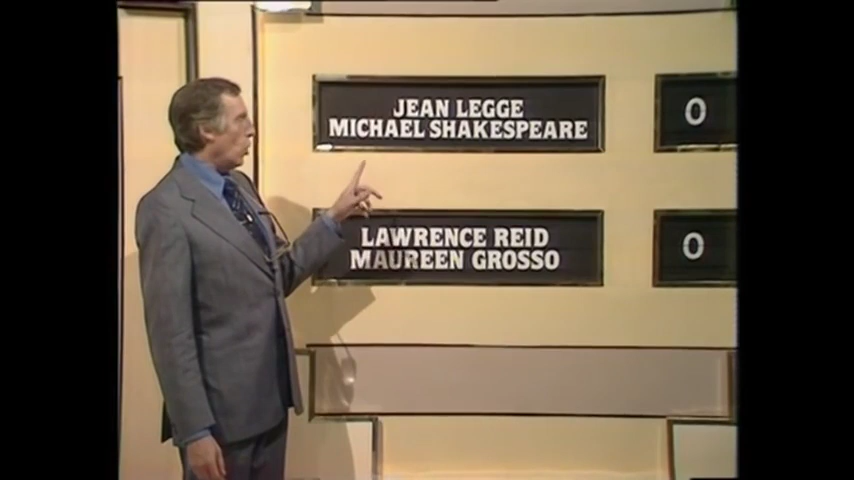 JEAN LEGGE
MICHAEL SHAKESPEARE
0
LAWRENCE REID
MAUREEN GROSSO
0